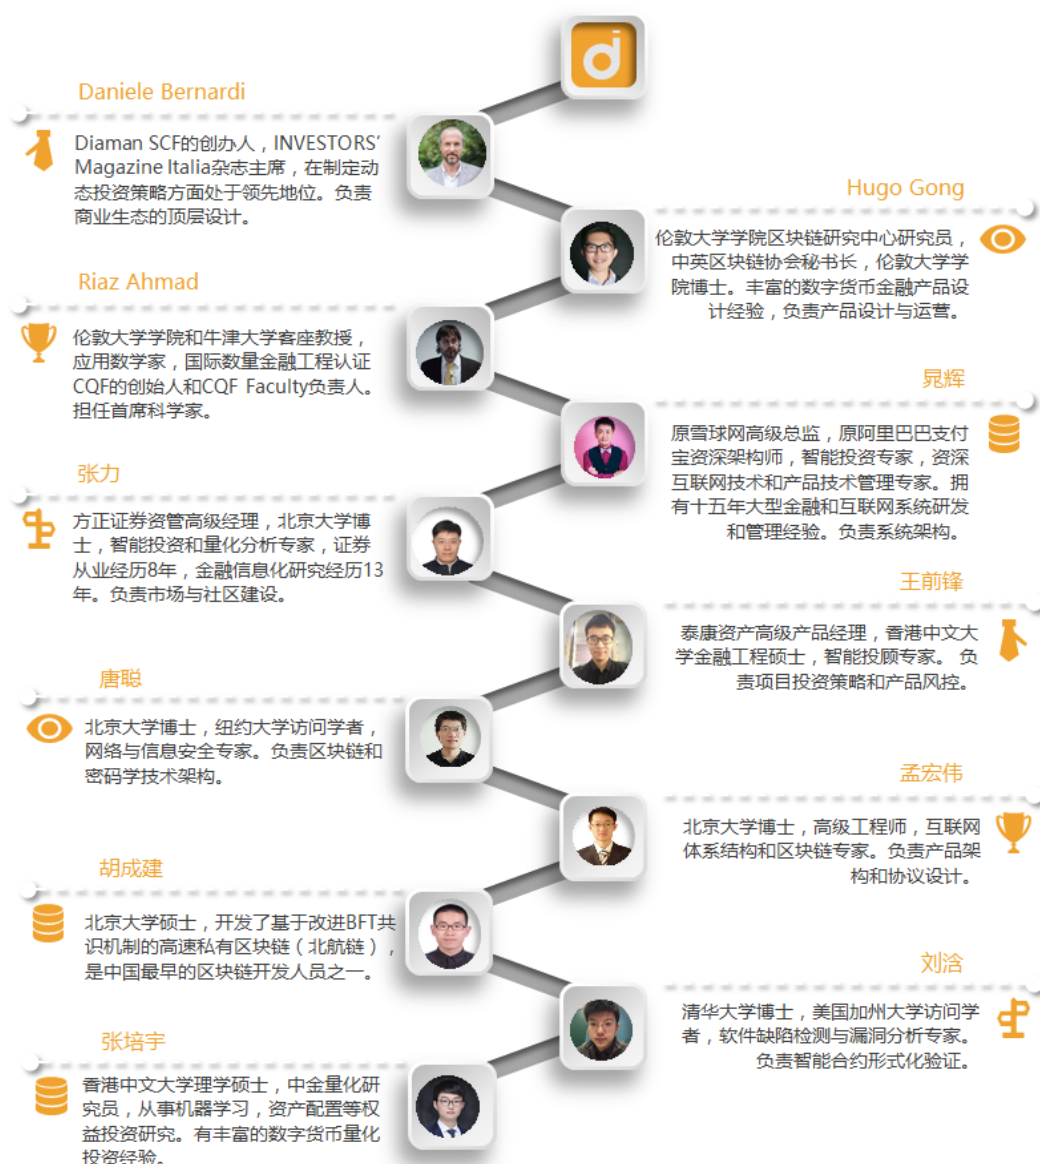 d
Daniele Bernardi
Diaman SCF的创办人，INVESTORS'
Magazine Italia杂志主席，在制定动
态投资策略方面处于领先地位。负责
商业生态的顶层设计。
Hugo Gong
伦敦大学学院区块链研究中心研究员，
中英区块链协会秘书长，伦敦大学学
院博士。丰富的数字货币金融产品设
计经验，负责产品设计与运营。
Riaz Ahmad
伦敦大学学院和牛津大学客座教授，
应用数学家，国际数量金融工程认证
CQF的创始人和CQF Faculty负责人。
担任首席科学家。
晁辉
原雪球网高级总监，原阿里巴巴支付
宝资深架构师，智能投资专家，资深
互联网技术和产品技术管理专家。拥
有十五年大型金融和互联网系统研发
和管理经验。负责系统架构。
张力
方正证券资管高级经理，北京大学博
士，智能投资和量化分析专家，证券
从业经历8年，金融信息化研究经历13
年。负责市场与社区建设。
王前锋
泰康资产高级产品经理，香港中文大
学金融工程硕士，智能投顾专家。 负
责项目投资策略和产品风控。
唐聪
北京大学博士，纽约大学访问学者，
网络与信息安全专家。负责区块链和
密码学技术架构。
孟宏伟
北京大学博士，高级工程师，互联网
体系结构和区块链专家。负责产品架
构和协议设计。
胡成建
北京大学硕士，开发了基于改进BFT共
识机制的高速私有区块链（北航链），
是中国最早的区块链开发人员之一。
刘浛
清华大学博士，美国加州大学访问学
者，软件缺陷检测与漏洞分析专家。
负责智能合约形式化验证。
张培宇
香港中文大学理学硕士，中金量化研
究员，从事机器学习，资产配置等权
益投资研究。有丰富的数字货币量化
投资经验。